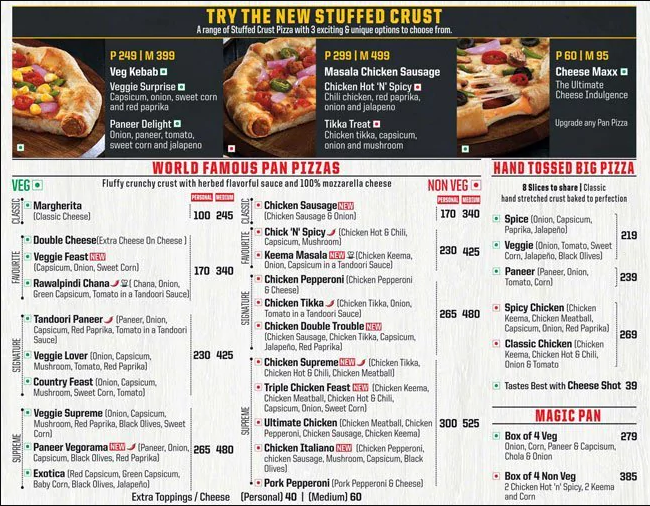 TRY THE NEW STUFFED CRUST
A range of Stuffed Crust Pizza with 3 exciting & unique options to choose from.
P 249 | M 399
Veg Kebab
Veggie Surprise
Capsicum, onion, sweet corn
and red paprika
Paneer Delight
Onion, paneer, tomato,
sweet corn and jalapeno
P 299 | M 499
Masala Chicken Sausage
Chicken Hot 'N' Spicy
Chili chicken, red paprika,
onion and jalapeno
Tikka Treat
Chicken tikka, capsicum,
onion and mushroom
P 60 | M 95
Cheese Maxx
The Ultimate
Cheese Indulgence
Upgrade any Pan Pizza
WORLD FAMOUS PAN PIZZAS
Fluffy crunchy crust with herbed flavorful sauce and 100% mozzarella cheese
VEG
PERSONAL MEDIUM
CLASSIC
Margherita
(Classic Cheese)
100 245
FAVOURITE
Double Cheese(Extra Cheese On Cheese )
Veggie Feast NEW
(Capsicum, Onion, Sweet Corn)
Rawalpindi Chana ( Chana, Onion,
Green Capsicum, Tomato in a Tandoori Sauce)
170 340
SIGNATURE
Tandoori Paneer (Paneer, Onion,
Capsicum, Red Paprika, Tomato in a Tandoori
Sauce)
Veggie Lover (Onion, Capsicum,
Mushroom, Tomato, Red Paprika)
Country Feast (Onion, Capsicum,
Mushroom, Sweet Corn, Tomato)
230 425
SUPREME
Veggie Supreme (Onion, Capsicum,
Mushroom, Red Paprika, Black Olives, Sweet
Corn)
Paneer Vegorama NEW (Paneer, Onion,
Capsicum, Black Olives, Red Paprika)
Exotica (Red Capsicum, Green Capsicum,
Baby Corn, Black Olives, Jalapeño)
265 480
NON VEG
PERSONAL MEDIUM
CLASSIC
Chicken Sausage NEW
(Chicken Sausage & Onion)
170 340
FAVOURITE
Chick 'N' Spicy (Chicken Hot & Chili,
Capsicum, Mushroom)
Keema Masala NEW (Chicken Keema,
Onion, Capsicum in a Tandoori Sauce)
230 425
SIGNATURE
Chicken Pepperoni (Chicken Pepperoni
& Cheese)
Chicken Tikka (Chicken Tikka, Onion,
Tomato in a Tandoori Sauce)
Chicken Double Trouble NEW
(Chicken Sausage, Chicken Tikka, Capsicum,
Jalapeño, Red Paprika)
265 480
SUPREME
Chicken Supreme NEW (Chicken Tikka,
Chicken Hot & Chili, Chicken Meatball)
Triple Chicken Feast NEW (Chicken Keema,
Chicken Meatball, Chicken Hot & Chili,
Capsicum, Onion, Sweet Corn)
Ultimate Chicken (Chicken Meatball, Chicken
Pepperoni, Chicken Sausage, Chicken Keema)
Chicken Italiano NEW (Chicken Pepperoni,
chicken Sausage, Mushroom, Capsicum, Black
Olives)
Pork Pepperoni (Pork Pepperoni & Cheese)
300 525
Extra Toppings / Cheese (Personal) 40 | (Medium) 60
HAND TOSSED BIG PIZZA
8 Slices to share | Classic
hand stretched crust baked to perfection
Spice (Onion, Capsicum,
Paprika, Jalapeño)
Veggie (Onion, Tomato, Sweet
Corn, Jalapeño, Black Olives)
219
Paneer (Paneer, Onion,
Tomato, Corn)
239
Spicy Chicken (Chicken
Keema, Chicken Meatball,
Capsicum, Onion, Red Paprika)
Classic Chicken (Chicken
Keema, Chicken Hot & Chili,
Onion & Tomato
269
Tastes Best with Cheese Shot 39
MAGIC PAN
Box of 4 Veg 279
Onion, Corn, Paneer & Capcisum,
Chola & Onion
Box of 4 Non Veg 385
2 Chicken Hot 'n' Spicy, 2 Keema
and Corn